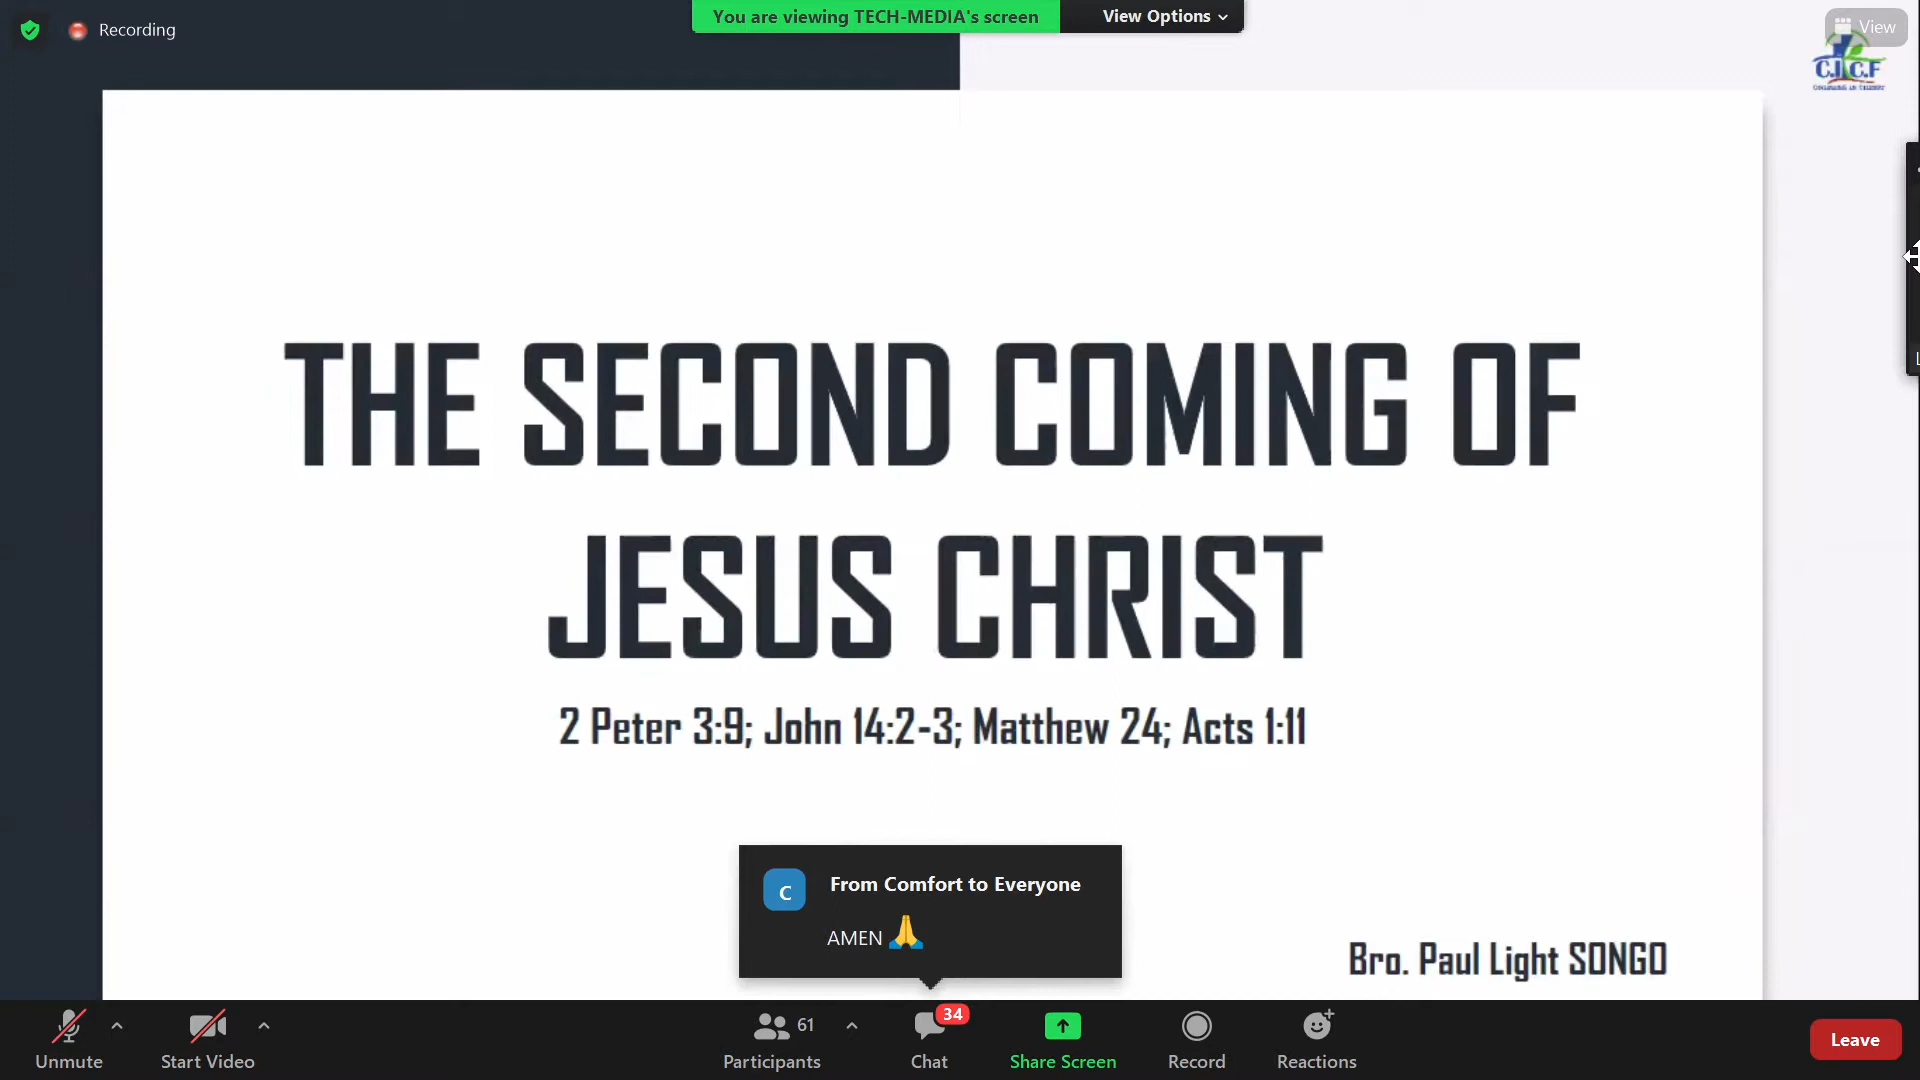 Recording
You are viewing TECH-MEDIA's screen
View Options
View
THE SECOND COMING OF
JESUS CHRIST
2 Peter 3:9; John 14:2-3; Matthew 24; Acts 1:11
C
From Comfort to Everyone
AMEN 🙏
Bro. Paul Light SONGO
Unmute
Start Video
61
Participants
34
Chat
Share Screen
Record
Reactions
Leave